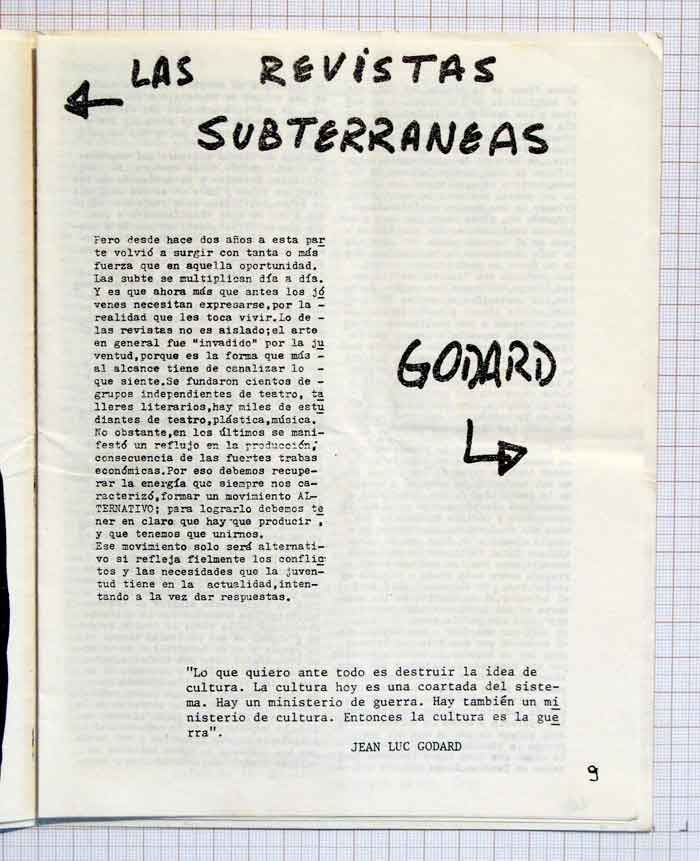 LAS REVISTAS
SUBTERRANEAS
Pero desde hace dos años a esta par
te volvió a surgir con tanta o más
fuerza que en aquella oportunidad.
Las subte se multiplican día a día.
Y es que ahora más que antes los jó
venes necesitan expresarse,por la -
realidad que les toca vivir.Lo de -
las revistas no es aislado;el arte
en general fue "invadido" por la ju
ventud,porque es la forma que más -
al alcance tiene de canalizar lo -
que siente.Se fundaron cientos de -
grupos independientes de teatro, ta
lleres literarios,hay miles de estu
diantes de teatro,plástica,música.
No obstante,en los últimos se mani-
festó un reflujo en la producción,
consecuencia de las fuertes trabas
económicas.Por eso debemos recupe-
rar la energía que siempre nos ca-
racterizó,formar un movimiento AL-
TERNATIVO; para lograrlo debemos te
ner en claro que hay que producir ,
y que tenemos que unirnos.
Ese movimiento solo será alternati-
vo si refleja fielmente los conflic
tos y las necesidades que la juven-
tud tiene en la actualidad,inten-
tando a la vez dar respuestas.
GODARD
"Lo que quiero ante todo es destruir la idea de
cultura. La cultura hoy es una coartada del siste-
ma. Hay un ministerio de guerra. Hay también un mi
nisterio de cultura. Entonces la cultura es la gue
rra".
JEAN LUC GODARD
9